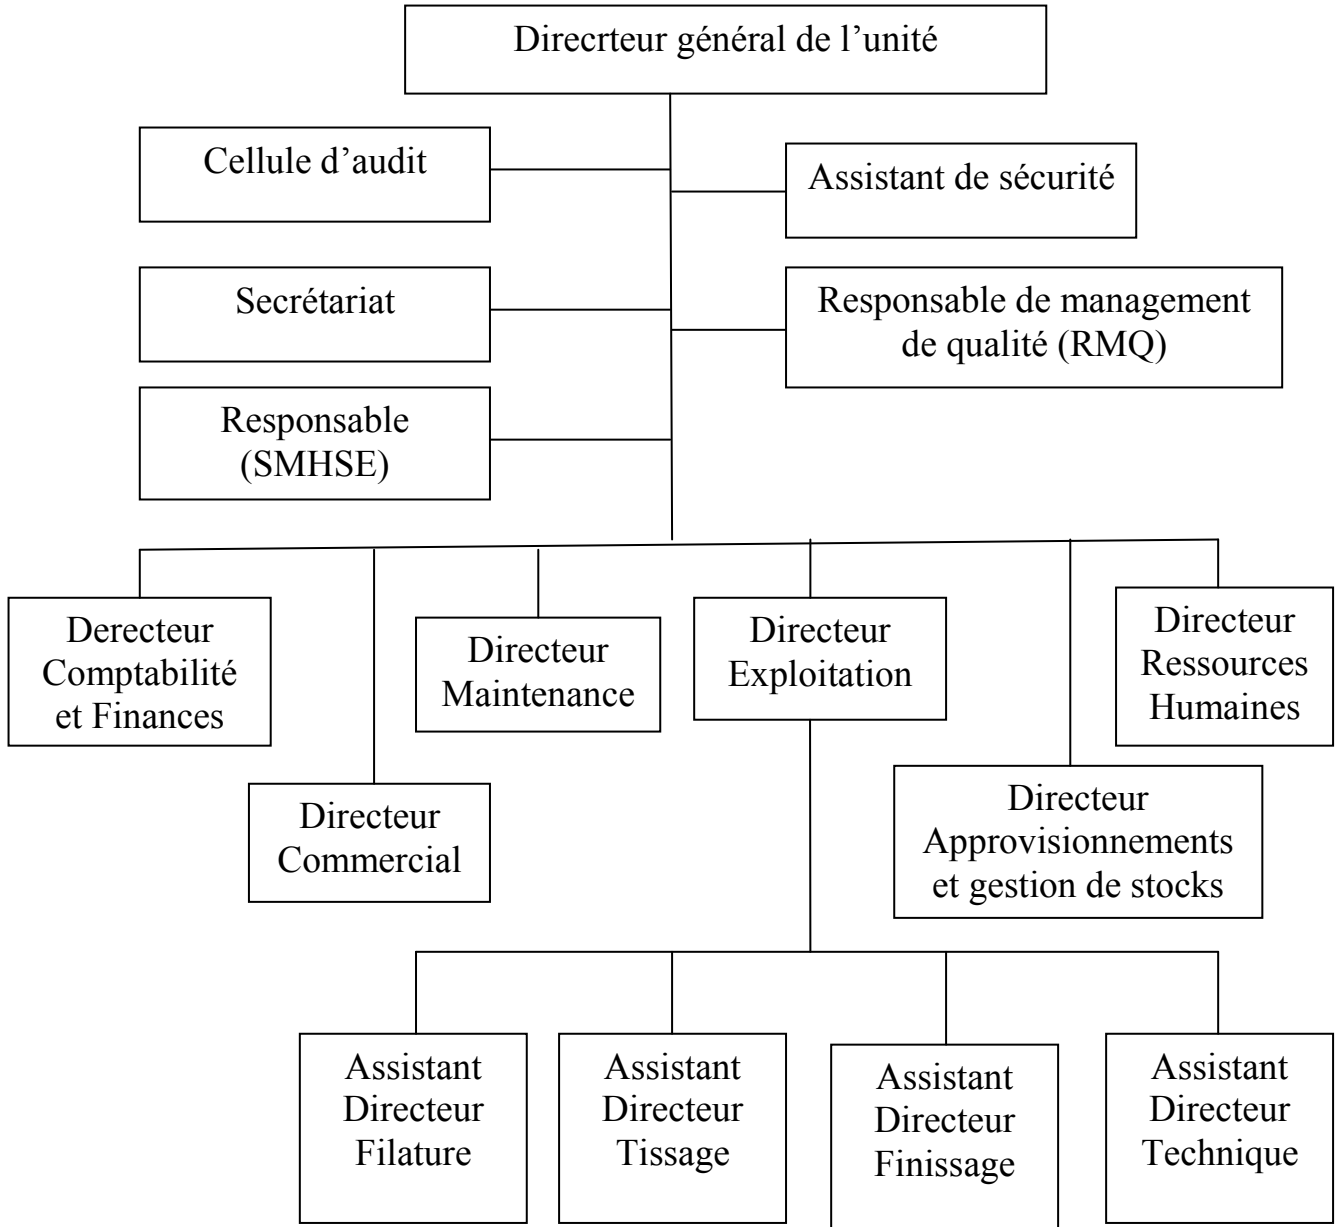 Direcrteur général de l’unité
Cellule d’audit
Assistant de sécurité
Secrétariat
Responsable de management
de qualité (RMQ)
Responsable
(SMHSE)
Derecteur
Comptabilité
et Finances
Directeur
Maintenance
Directeur
Exploitation
Directeur
Ressources
Humaines
Directeur
Commercial
Directeur
Approvisionnements
et gestion de stocks
Assistant
Directeur
Filature
Assistant
Directeur
Tissage
Assistant
Directeur
Finissage
Assistant
Directeur
Technique